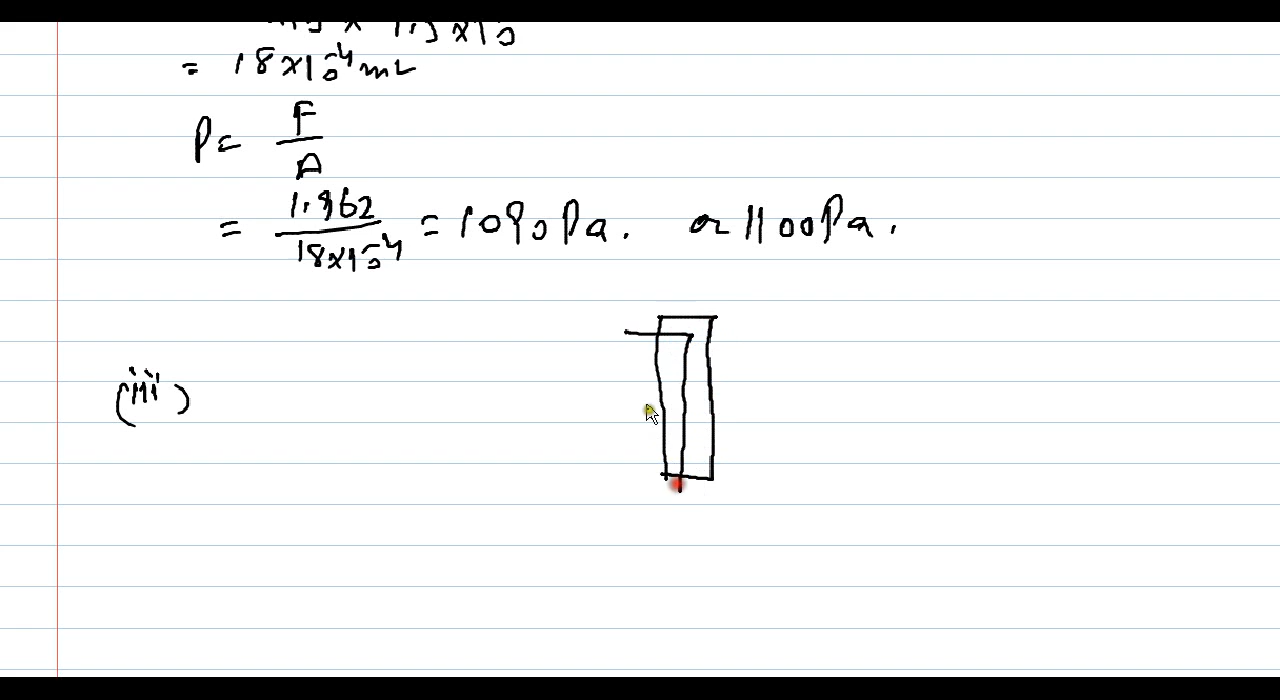 = 18×10⁻⁴ m²
P = F/A
= 1.962/18×10⁻⁴ = 1090 Pa. or 1100 Pa.
(iii)